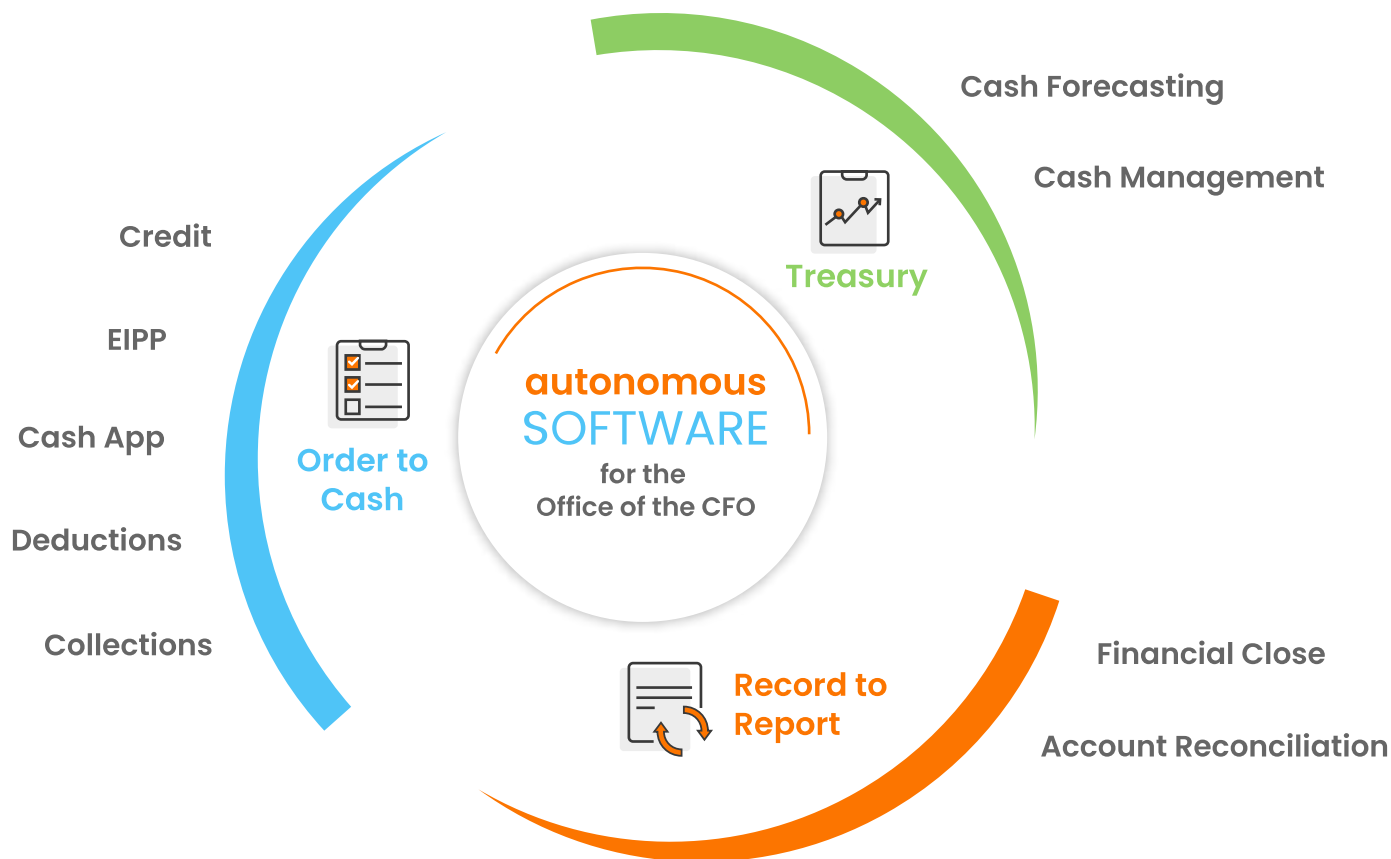 Cash Forecasting
Cash Management
Treasury
Credit
EIPP
Cash App
Deductions
Collections
Order to
Cash
autonomous
SOFTWARE
for the
Office of the CFO
Record to
Report
Financial Close
Account Reconciliation